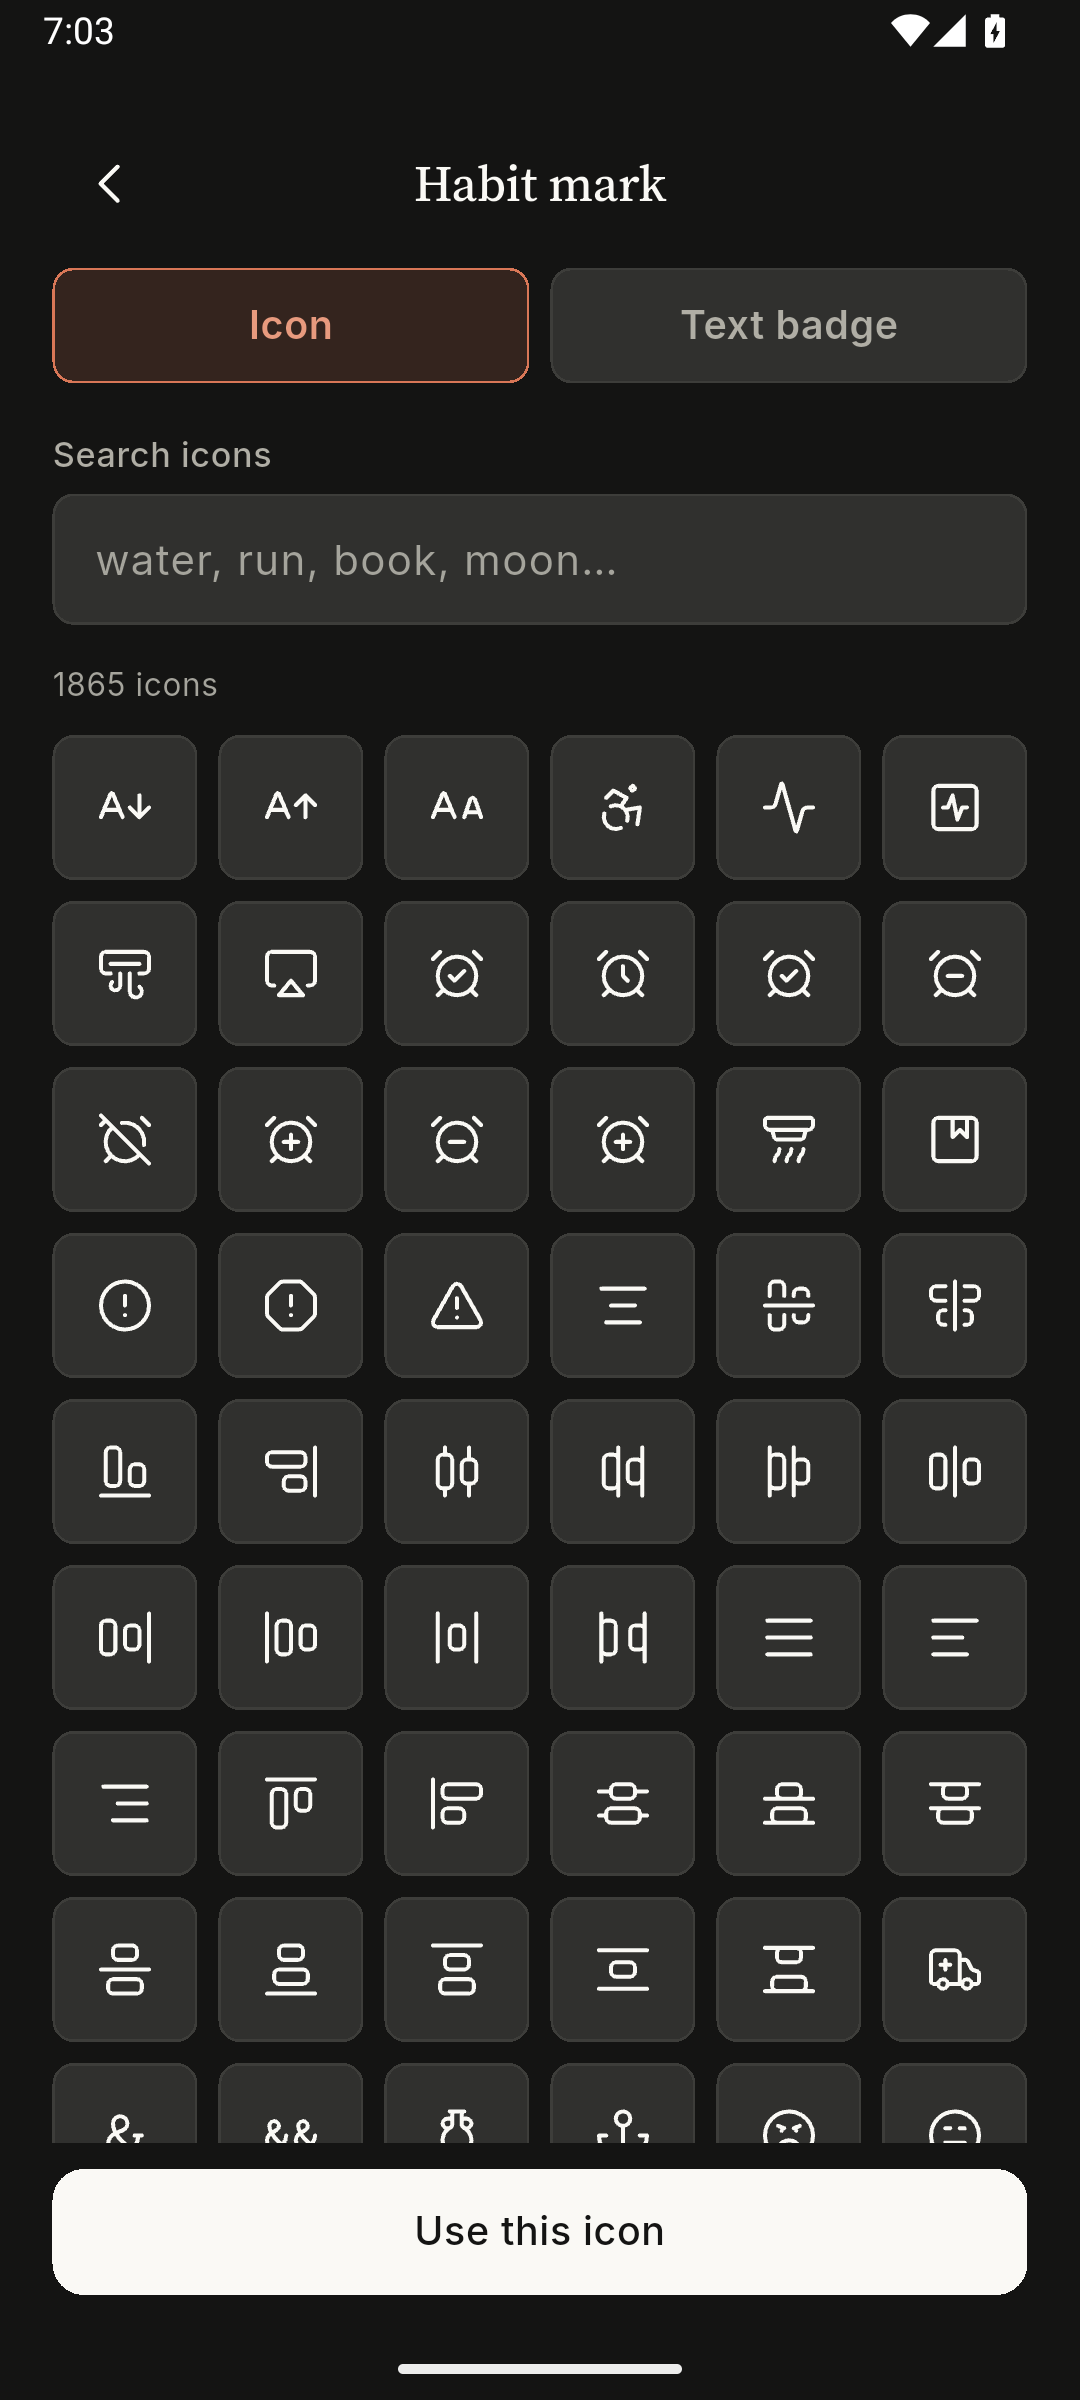 7:03
Habit mark
Icon
Text badge
Search icons
water, run, book, moon...
1865 icons
Use this icon